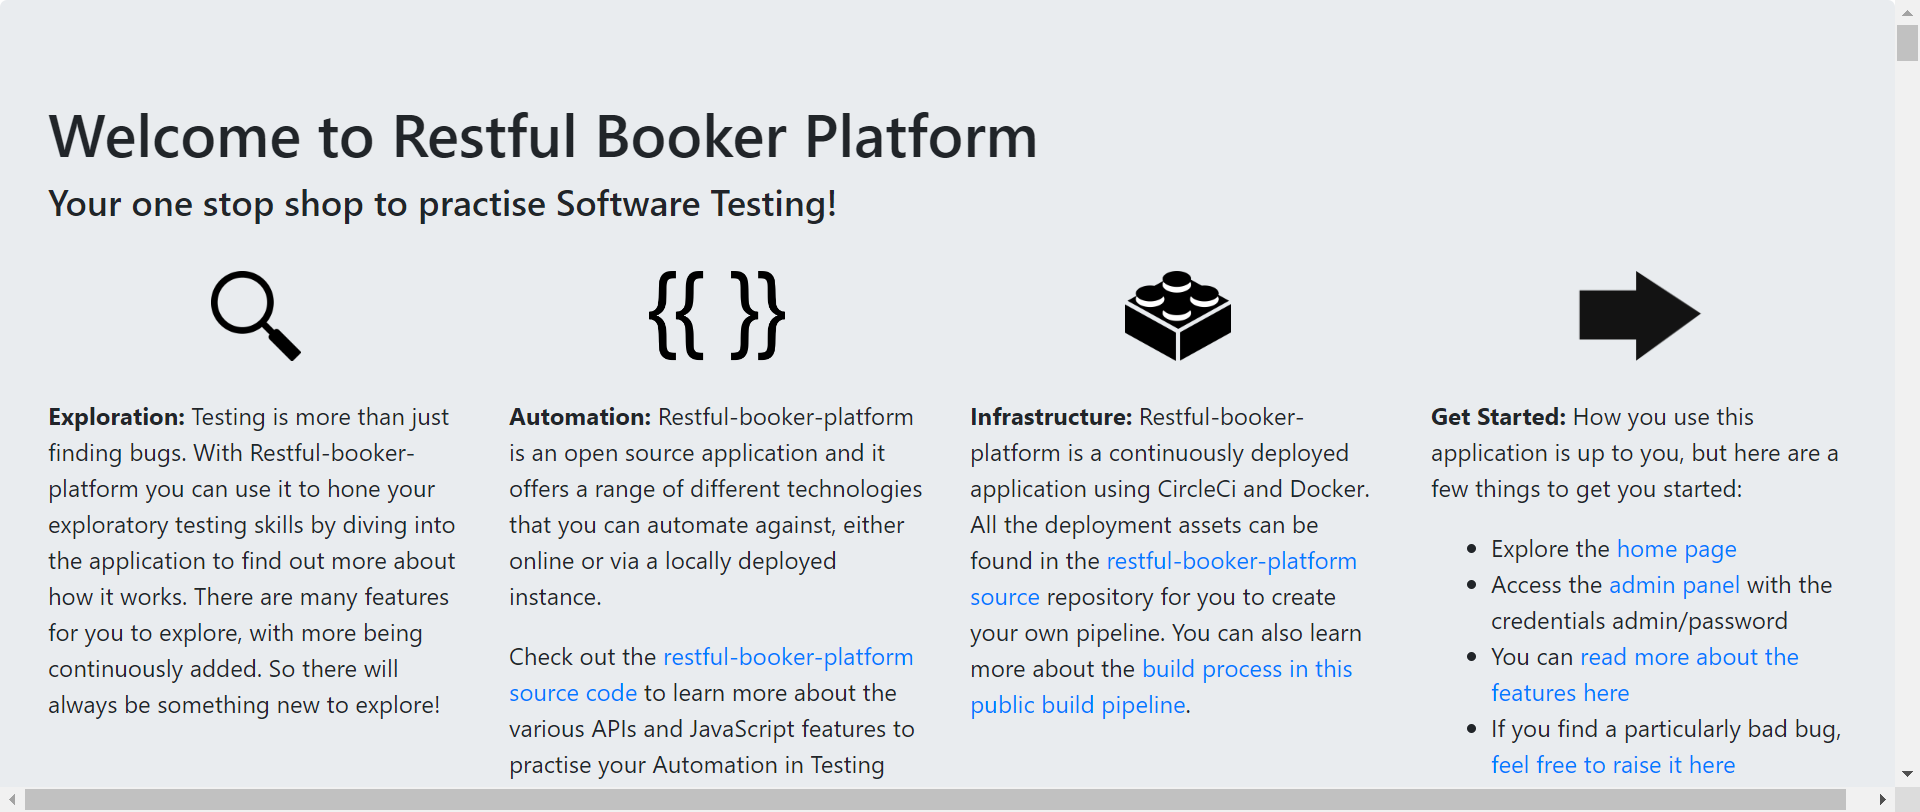 Welcome to Restful Booker Platform
Your one stop shop to practise Software Testing!
{{ }}
Exploration: Testing is more than just
finding bugs. With Restful-booker-
platform you can use it to hone your
exploratory testing skills by diving into
the application to find out more about
how it works. There are many features
for you to explore, with more being
continuously added. So there will
always be something new to explore!
Automation: Restful-booker-platform
is an open source application and it
offers a range of different technologies
that you can automate against, either
online or via a locally deployed
instance.
Check out the restful-booker-platform
source code to learn more about the
various APIs and JavaScript features to
practise your Automation in Testing
Infrastructure: Restful-booker-
platform is a continuously deployed
application using CircleCi and Docker.
All the deployment assets can be
found in the restful-booker-platform
source repository for you to create
your own pipeline. You can also learn
more about the build process in this
public build pipeline.
Get Started: How you use this
application is up to you, but here are a
few things to get you started:
• Explore the home page
• Access the admin panel with the
credentials admin/password
• You can read more about the
features here
• If you find a particularly bad bug,
feel free to raise it here